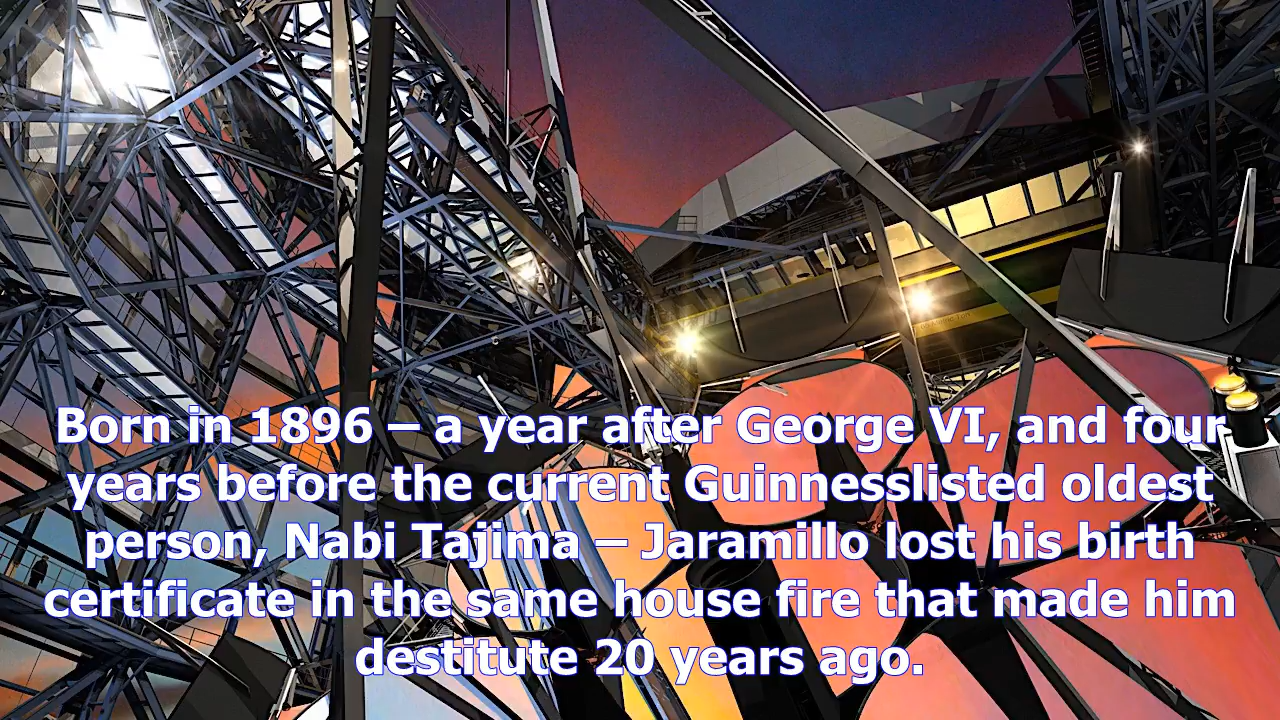 Born in 1896 – a year after George VI, and four
years before the current Guinnesslisted oldest
person, Nabi Tajima – Jaramillo lost his birth
certificate in the same house fire that made him
destitute 20 years ago.